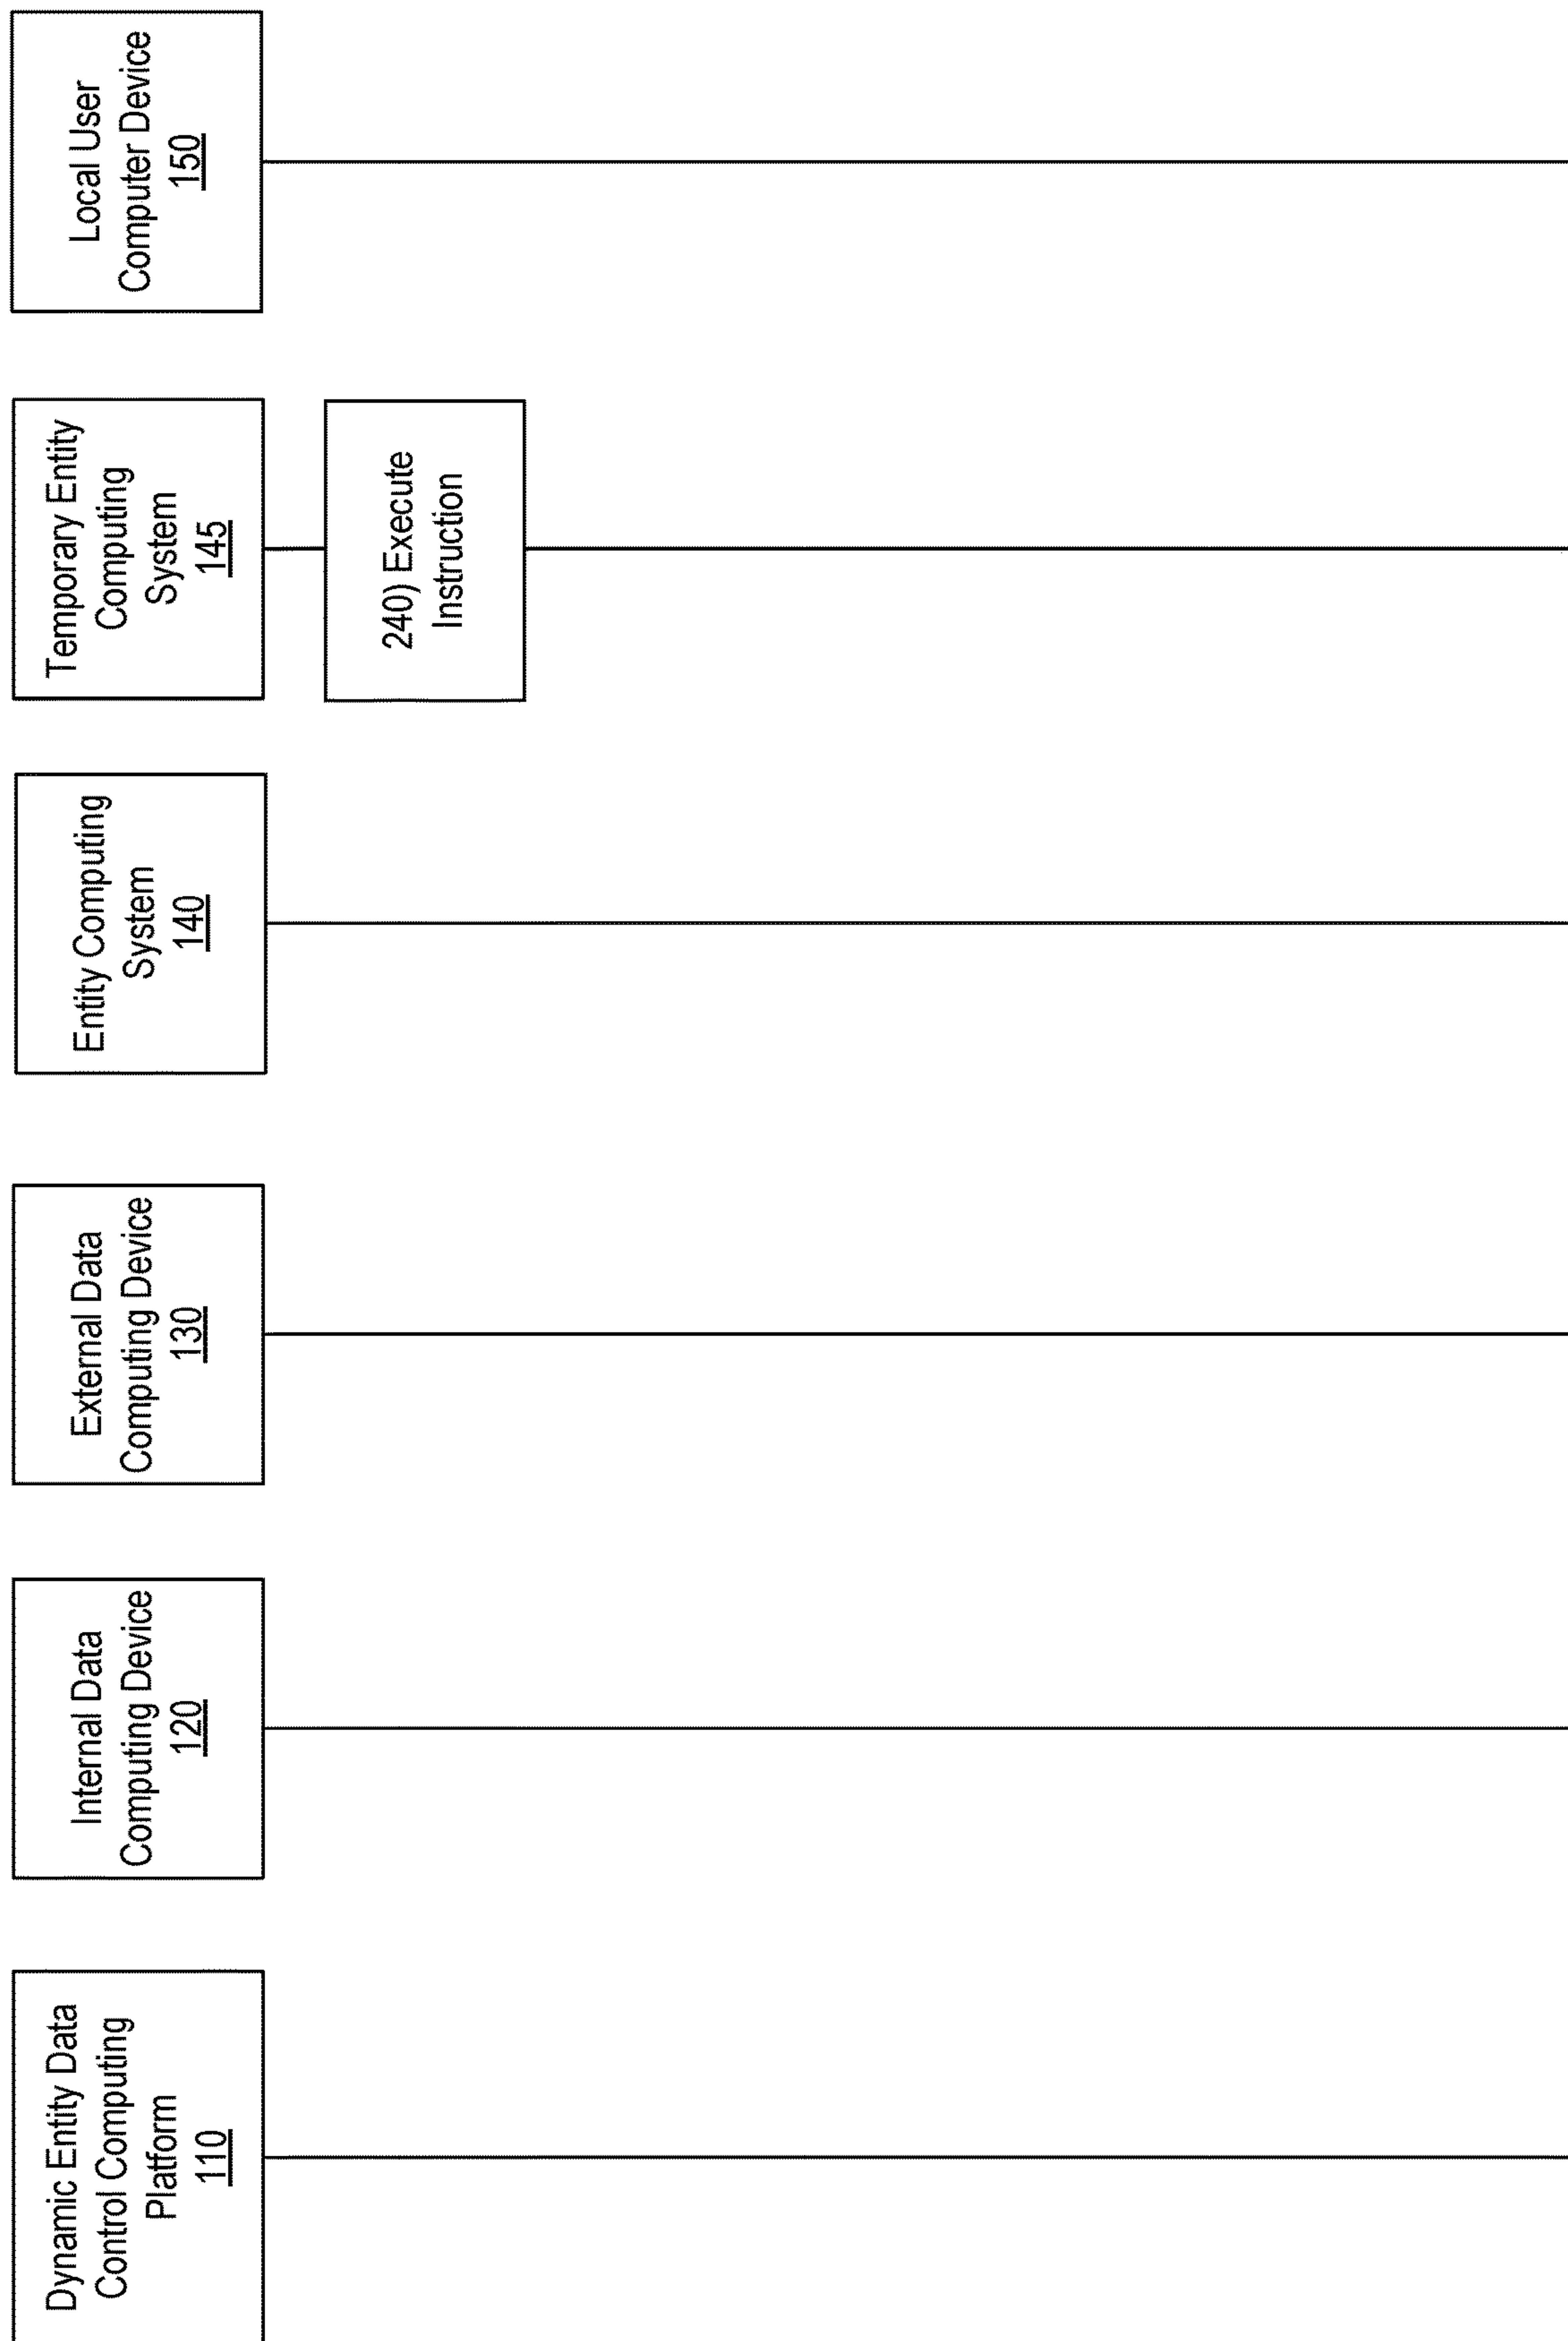 Dynamic Entity Data
Control Computing
Platform
110
Internal Data
Computing Device
120
External Data
Computing Device
130
Entity Computing
System
140
Temporary Entity
Computing
System
145
Local User
Computer Device
150
240) Execute
Instruction